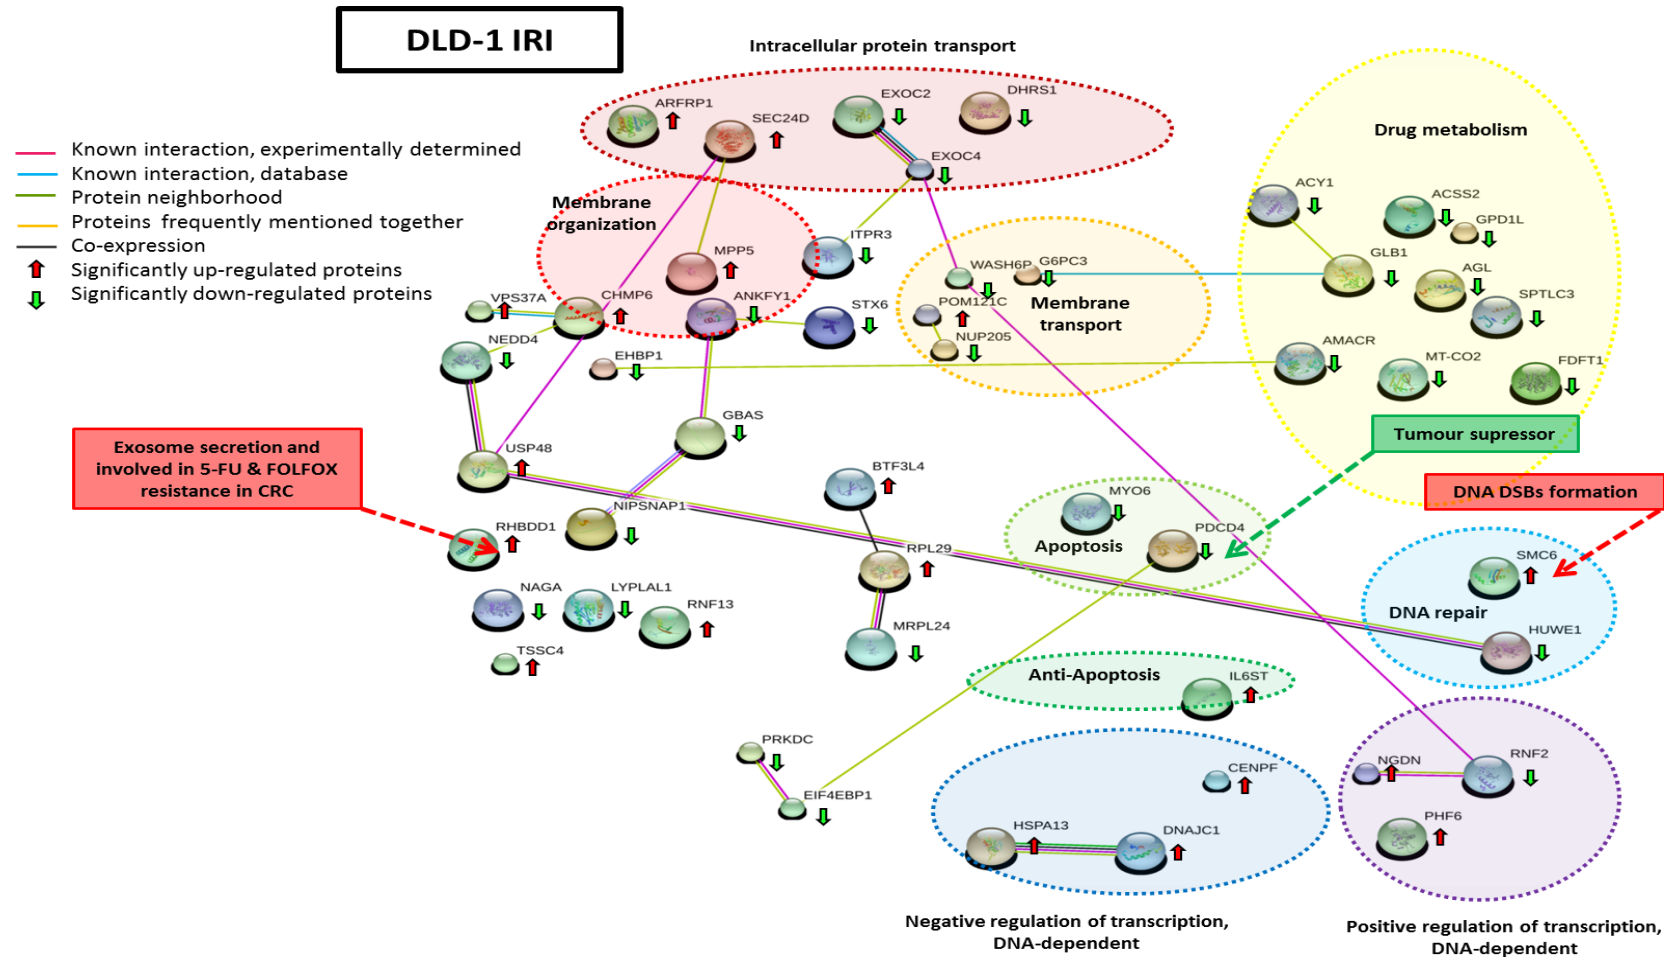 DLD-1 IRI
Intracellular protein transport
Known interaction, experimentally determined
Known interaction, database
Protein neighborhood
Proteins frequently mentioned together
Co-expression
Significantly up-regulated proteins
Significantly down-regulated proteins
ARFRP1
SEC24D
EXOC2
DHRS1
EXOC4
Membrane
organization
MPP5
ITPR3
VPS37A
CHMP6
ANKFY1
STX6
NEDD4
EHBP1
WASH6P
G6PC3
POM121C
Membrane
transport
NUP205
Drug metabolism
ACY1
ACSS2
GPD1L
GLB1
AGL
SPTLC3
AMACR
MT-CO2
FDFT1
GBAS
Exosome secretion and
involved in 5-FU & FOLFOX
resistance in CRC
USP48
NIPSNAP1
RHBDD1
NAGA
LYPLAL1
RNF13
TSSC4
BTF3L4
RPL29
MRPL24
Tumour supressor
DNA DSBs formation
MYO6
PDCD4
Apoptosis
SMC6
DNA repair
HUWE1
Anti-Apoptosis
IL6ST
PRKDC
EIF4EBP1
CENPF
HSPA13
DNAJC1
NGDN
RNF2
PHF6
Negative regulation of transcription,
DNA-dependent
Positive regulation of transcription,
DNA-dependent